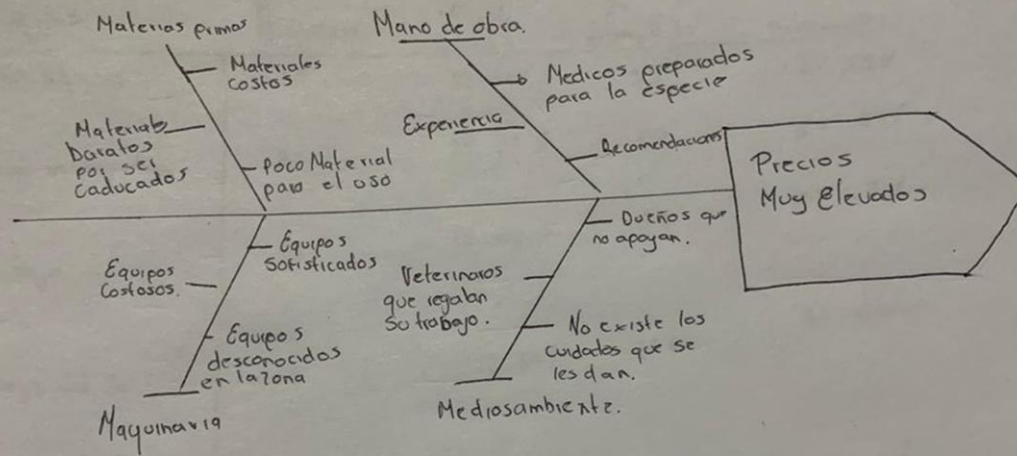 Materias primas
Materiales
costos
Materiales
baratos
por ser
caducados
Poco Material
para el uso
Mano de obra.
Medicos preparados
para la especie
Experiencia
Recomendaciones
Precios
Muy elevados
Equipos
sofisticados
Equipos
Costosos.
Equipos
desconocidos
en la zona
Maquinaria
Dueños que
no apoyan.
Veterinarios
que regalan
su trabajo.
No existe los
cuidados que se
les dan.
Mediosambiente.